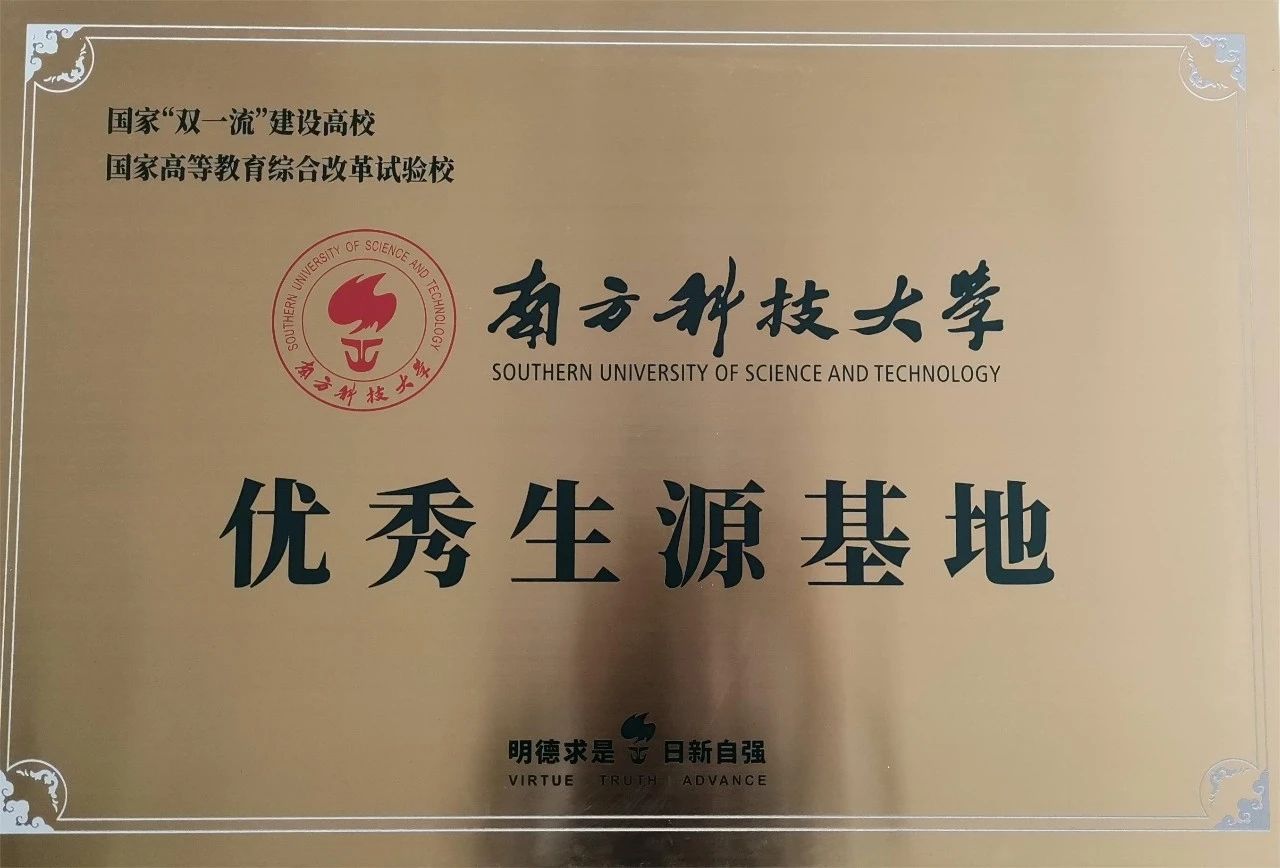 国家“双一流”建设高校
国家高等教育综合改革试验校
SOUTHERN UNIVERSITY OF SCIENCE AND TECHNOLOGY
南方科技大学
南方科技大学
SOUTHERN UNIVERSITY OF SCIENCE AND TECHNOLOGY
优秀生源基地
明德求是 日新自强
VIRTUE TRUTH ADVANCE